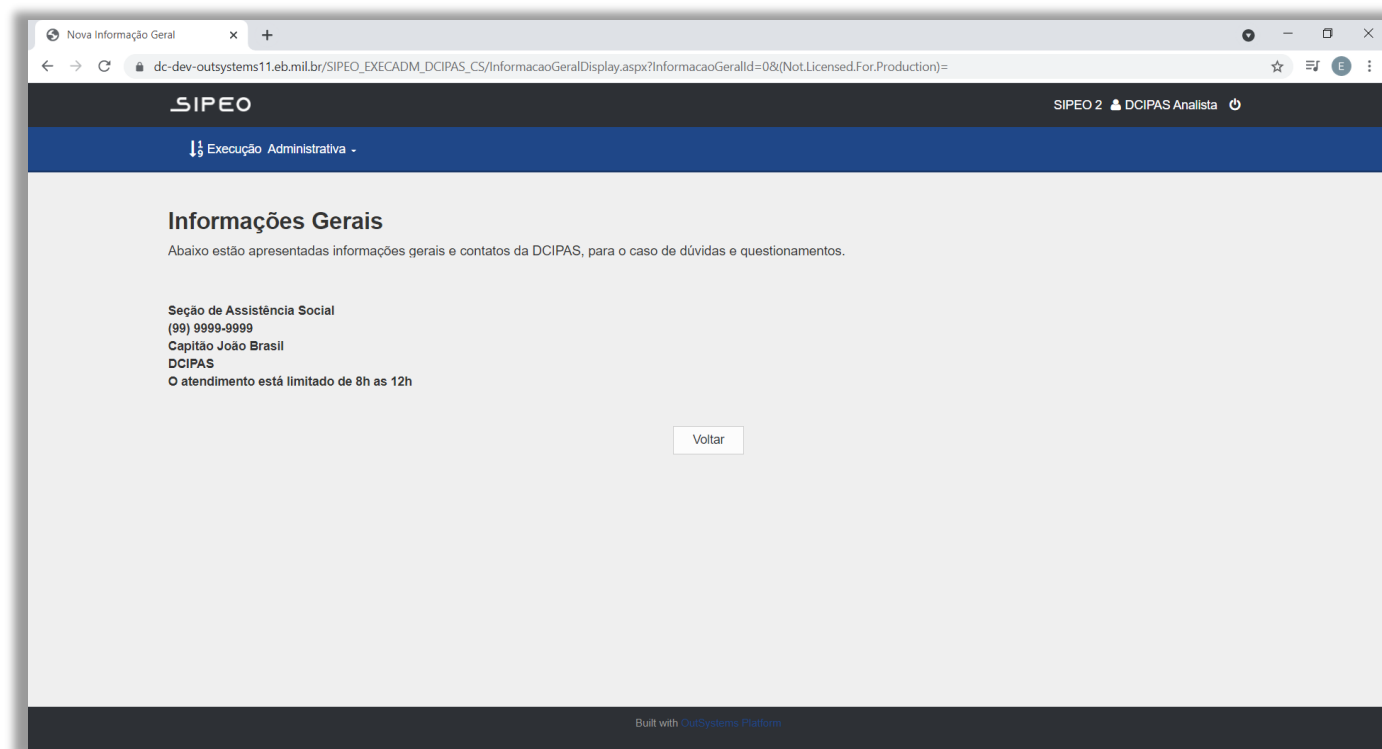 Nova Informação Geral
dc-dev-outsystems11.eb.mil.br/SIPEO_EXECADM_DCIPAS_CS/InformacaoGeralDisplay.aspx?InformacaoGeralId=0&(Not.Licensed.For.Production)=
E
SIPEO
SIPEO 2 DCIPAS Analista
Execução Administrativa
Informações Gerais
Abaixo estão apresentadas informações gerais e contatos da DCIPAS, para o caso de dúvidas e questionamentos.
Seção de Assistência Social
(99) 9999-9999
Capitão João Brasil
DCIPAS
O atendimento está limitado de 8h as 12h
Voltar
Built with OutSystems Platform